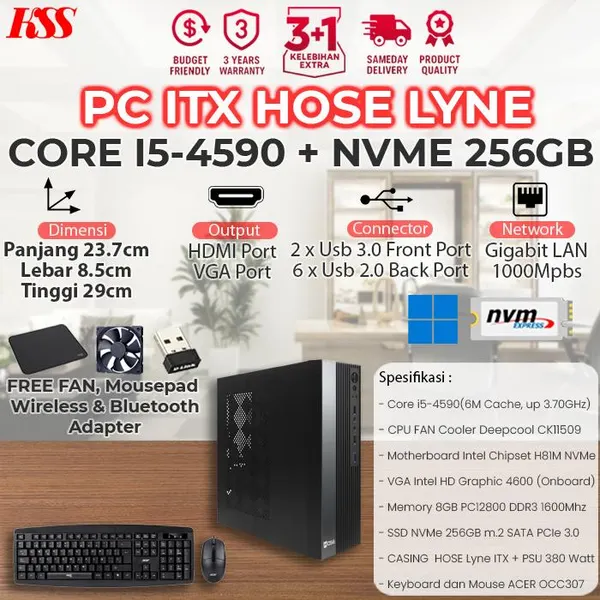 KSS
BUDGET
FRIENDLY
3
YEARS
3 YEARS
WARRANTY
3+1
KELEBIHAN
EXTRA
SAMEDAY
DELIVERY
PRODUCT
QUALITY
PC ITX HOSE LYNE
CORE I5-4590 + NVME 256GB
Dimensi
Panjang 23.7cm
Lebar 8.5cm
Tinggi 29cm
Output
HDMI Port
VGA Port
Connector
2 x Usb 3.0 Front Port
6 x Usb 2.0 Back Port
Network
Gigabit LAN
1000Mpbs
nvm
EXPRESS
FREE FAN, Mousepad
Wireless & Bluetooth
Adapter
Spesifikasi :
- Core i5-4590(6M Cache, up 3.70GHz)
- CPU FAN Cooler Deepcool CK11509
- Motherboard Intel Chipset H81M NVMe
- VGA Intel HD Graphic 4600 (Onboard)
- Memory 8GB PC12800 DDR3 1600Mhz
- SSD NVMe 256GB m.2 SATA PCIe 3.0
- CASING HOSE Lyne ITX + PSU 380 Watt
- Keyboard dan Mouse ACER OCC307